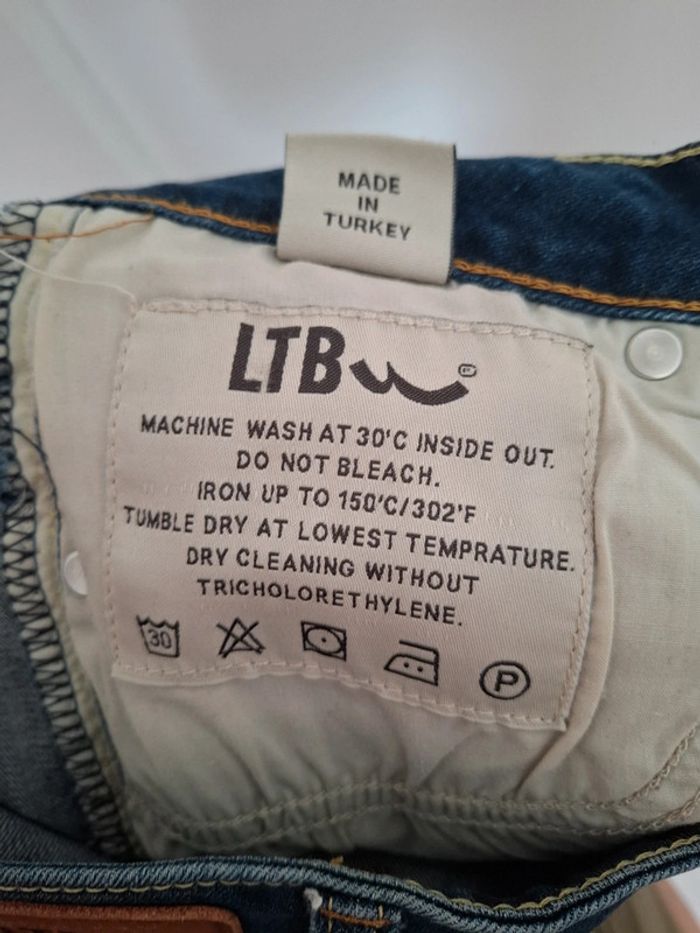 MADE
IN
TURKEY
LTB
MACHINE WASH AT 30°C INSIDE OUT.
DO NOT BLEACH.
IRON UP TO 150°C/302°F
TUMBLE DRY AT LOWEST TEMPRATURE.
DRY CLEANING WITHOUT
TRICHOLORETHYLENE.
30
P